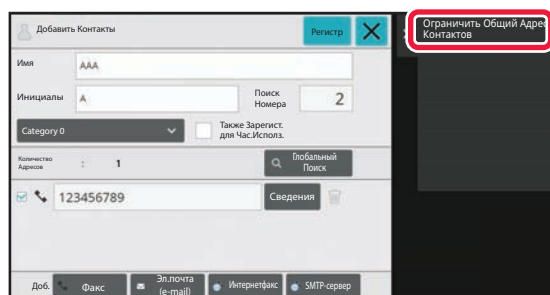 Добавить Контакты
Регистр
Ограничить Общий Адрес
Контактов
Имя
AAA
Инициалы
A
Поиск
Номера
2
Category 0
Также Зарегист.
для Час.Исполз.
Количество
Адресов
:
1
Глобальный
Поиск
123456789
Сведения
Доб.
Факс
Эл.почта
(e-mail)
Интернетфакс
SMTP-сервер